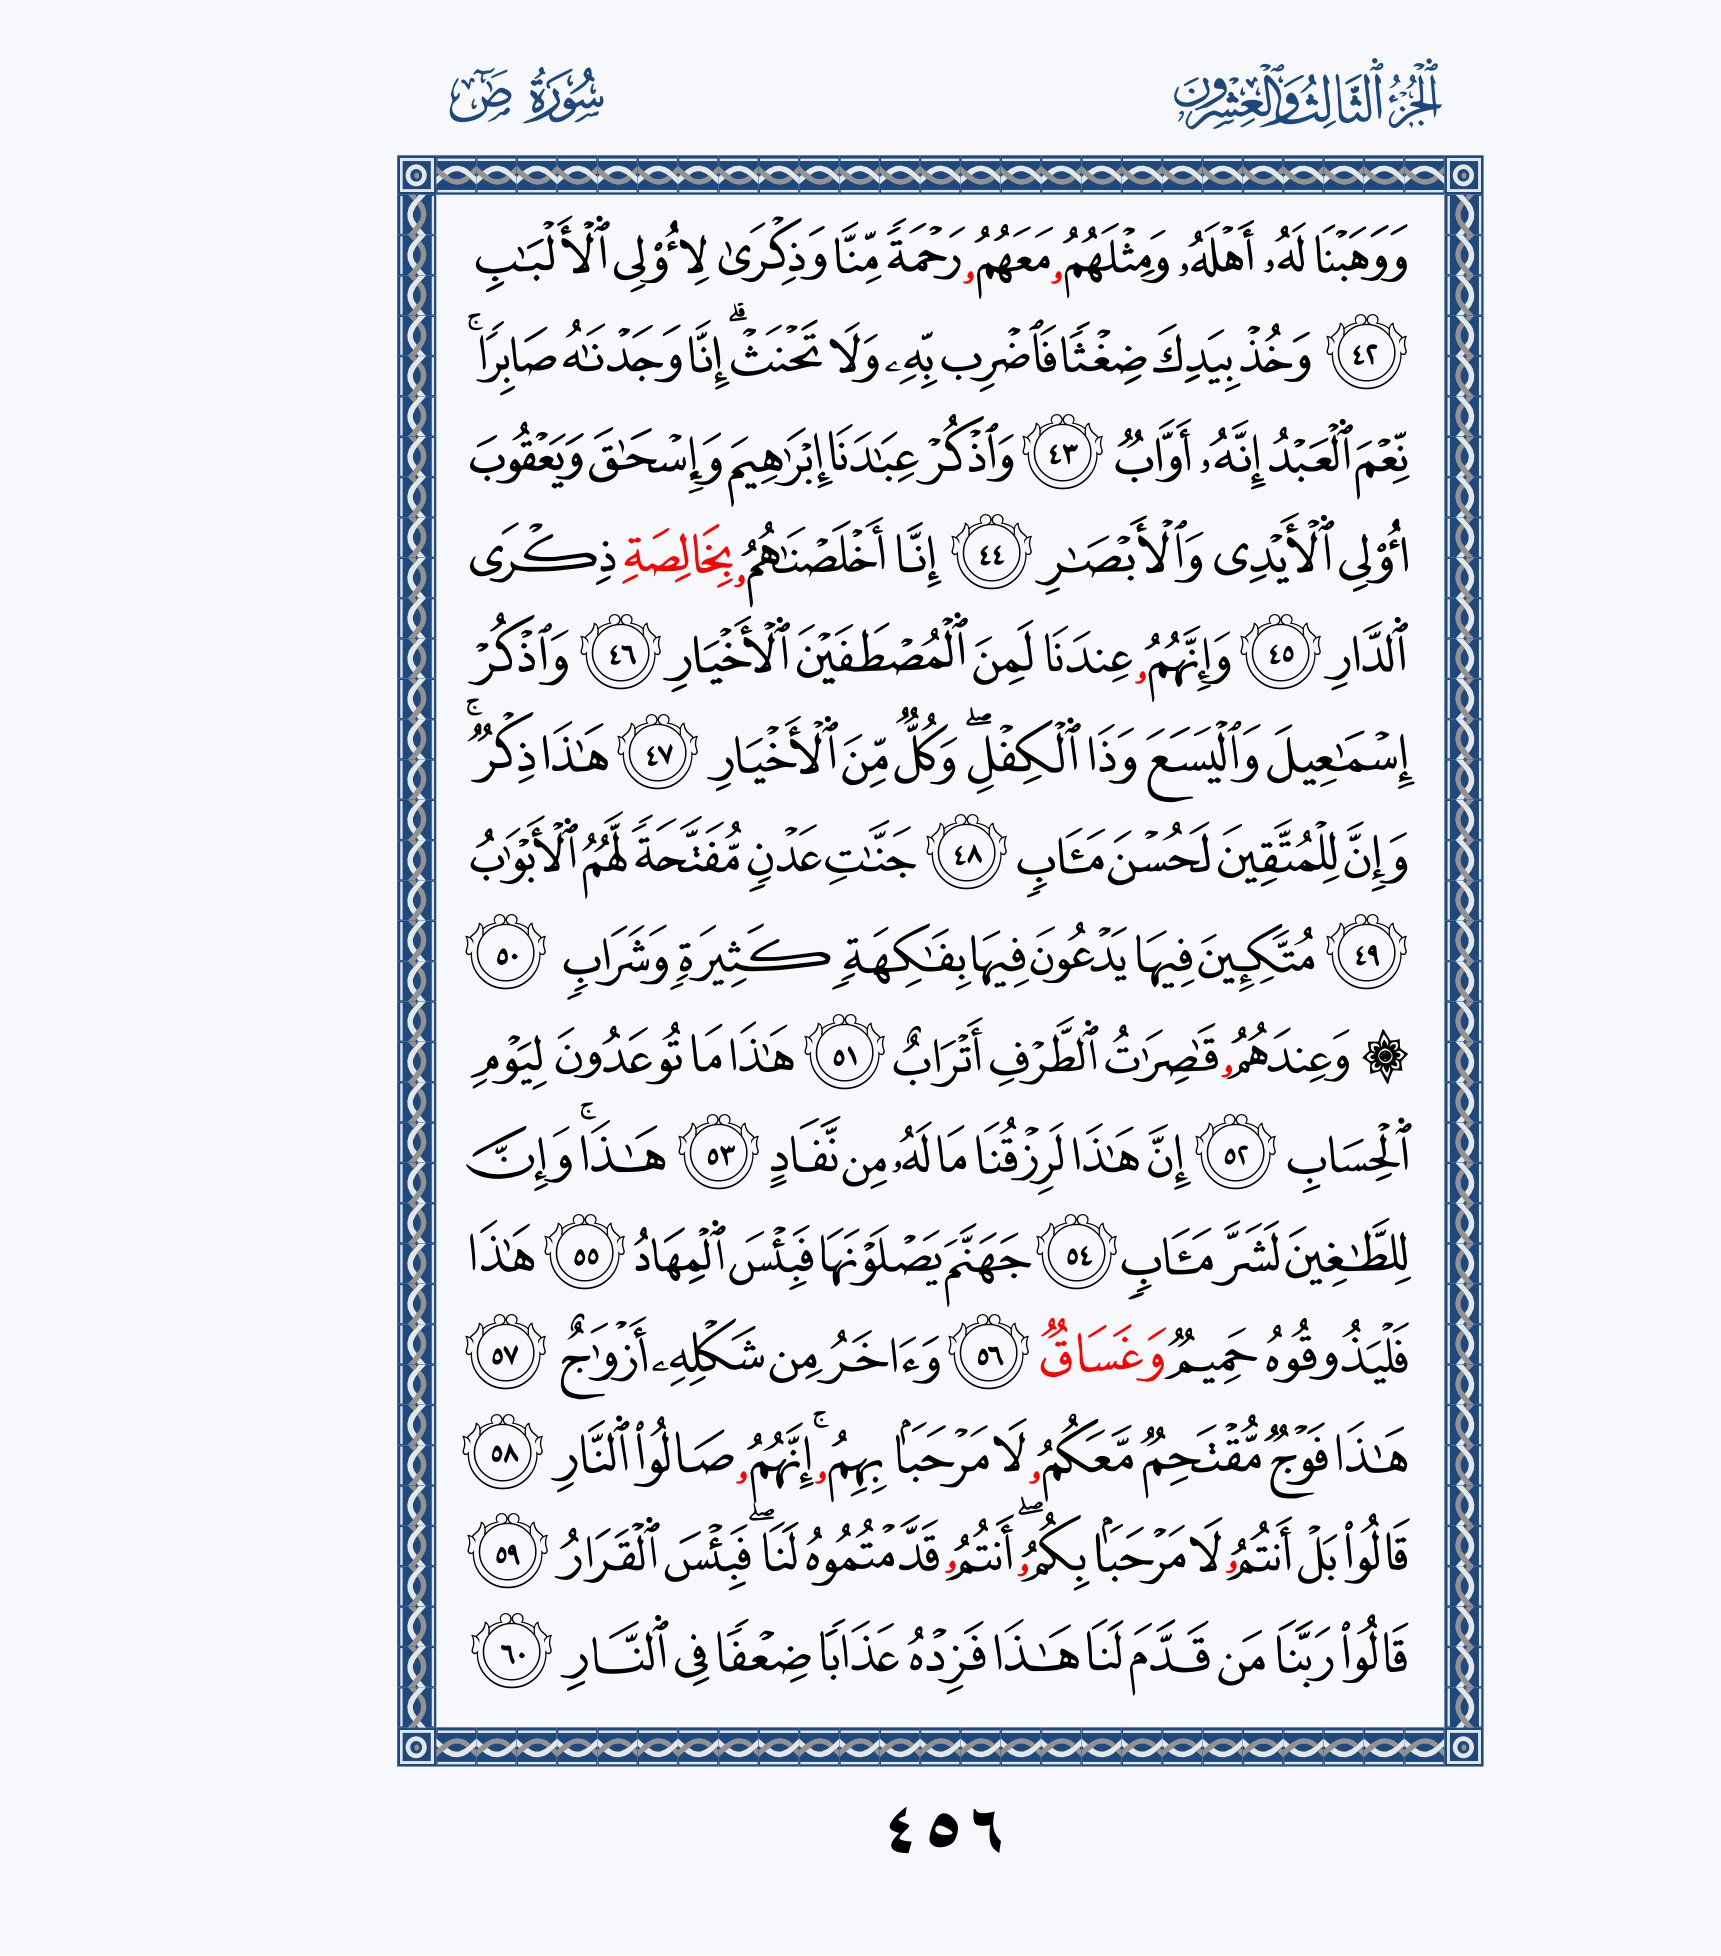 الجُزْءُ ٱلثَّالِثُ وَٱلْعِشْرُونَ
سُورَةُ صٓ
وَوَهَبْنَا لَهُۥٓ أَهْلَهُۥ وَمِثْلَهُمُۥ مَعَهُمُۥ رَحْمَةً مِّنَّا وَذِكْرَىٰ لِأُوْلِى ٱلْأَلْبَـٰبِ
٤٢ وَخُذْ بِيَدِكَ ضِغْثًا فَٱضْرِب بِّهِۦ وَلَا تَحْنَثْ ۗ إِنَّا وَجَدْنَـٰهُ صَابِرًا ۚ
نِّعْمَ ٱلْعَبْدُ إِنَّهُۥٓ أَوَّابٌ ٤٣ وَٱذْكُرْ عِبَـٰدَنَا إِبْرَٰهِيمَ وَإِسْحَـٰقَ وَيَعْقُوبَ
أُوْلِى ٱلْأَيْدِى وَٱلْأَبْصَـٰرِ ٤٤ إِنَّا أَخْلَصْنَـٰهُمُۥ بِخَالِصَةِ ذِكْرَى
ٱلدَّارِ ٤٥ وَإِنَّهُمُۥ عِندَنَا لَمِنَ ٱلْمُصْطَفَيْنَ ٱلْأَخْيَارِ ٤٦ وَٱذْكُرْ
إِسْمَـٰعِيلَ وَٱلْيَسَعَ وَذَا ٱلْكِفْلِ ۖ وَكُلٌّ مِّنَ ٱلْأَخْيَارِ ٤٧ هَـٰذَا ذِكْرٌ ۚ
وَإِنَّ لِلْمُتَّقِينَ لَحُسْنَ مَـَٔابٍ ٤٨ جَنَّـٰتِ عَدْنٍ مُّفَتَّحَةً لَّهُمُ ٱلْأَبْوَٰبُ
٤٩ مُتَّكِـِٔينَ فِيهَا يَدْعُونَ فِيهَا بِفَـٰكِهَةٍ كَثِيرَةٍ وَشَرَابٍ ٥٠
۞ وَعِندَهُمُۥ قَـٰصِرَٰتُ ٱلطَّرْفِ أَتْرَابٌ ٥١ هَـٰذَا مَا تُوعَدُونَ لِيَوْمِ
ٱلْحِسَابِ ٥٢ إِنَّ هَـٰذَا لَرِزْقُنَا مَا لَهُۥ مِن نَّفَادٍ ٥٣ هَـٰذَا ۚ وَإِنَّ
لِلطَّـٰغِينَ لَشَرَّ مَـَٔابٍ ٥٤ جَهَنَّمَ يَصْلَوْنَهَا فَبِئْسَ ٱلْمِهَادُ ٥٥ هَـٰذَا
فَلْيَذُوقُوهُ حَمِيمٌ وَغَسَاقٌ ٥٦ وَءَاخَرُ مِن شَكْلِهِۦٓ أَزْوَٰجٌ ٥٧
هَـٰذَا فَوْجٌ مُّقْتَحِمٌ مَّعَكُمُۥ لَا مَرْحَبًۢا بِهِمُۥ ۚ إِنَّهُمُۥ صَالُواْ ٱلنَّارِ ٥٨
قَالُواْ بَلْ أَنتُمُۥ لَا مَرْحَبًۢا بِكُمُۥ ۖ أَنتُمُۥ قَدَّمْتُمُوهُ لَنَا ۖ فَبِئْسَ ٱلْقَرَارُ ٥٩
قَالُواْ رَبَّنَا مَن قَدَّمَ لَنَا هَـٰذَا فَزِدْهُ عَذَابًا ضِعْفًا فِى ٱلنَّارِ ٦٠
٤٥٦